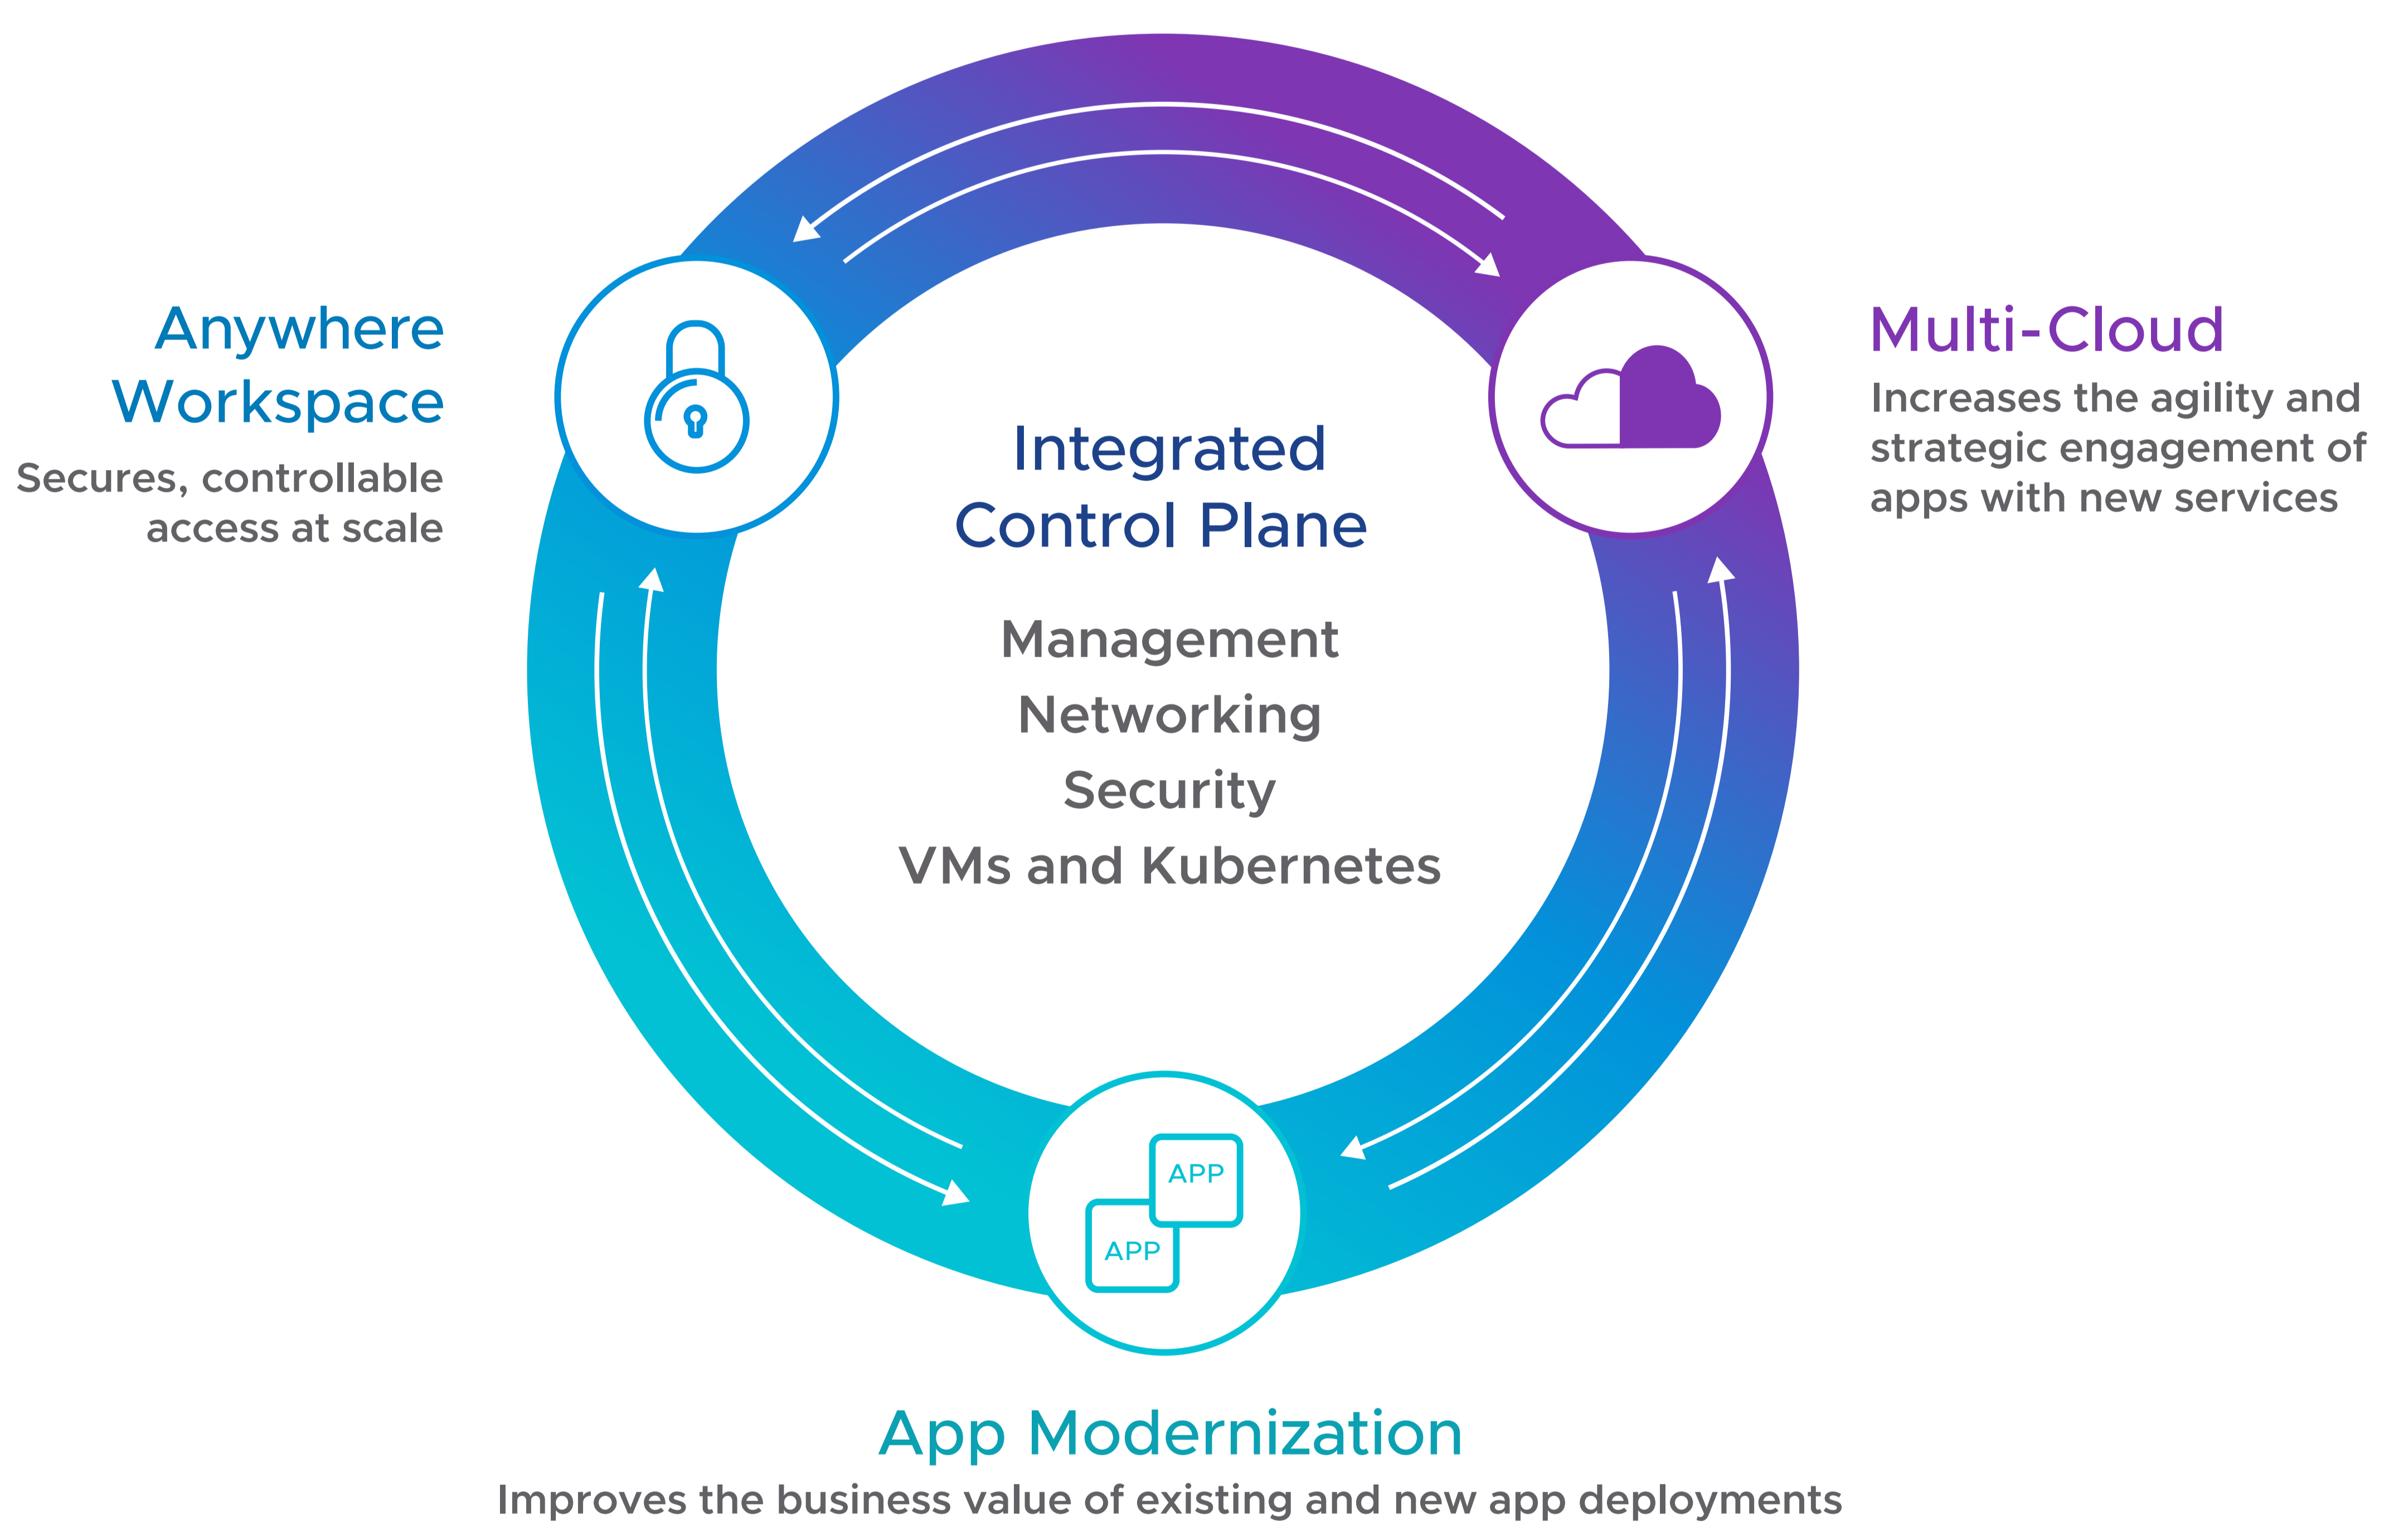 Anywhere
Workspace
Secures, controllable
access at scale
Multi-Cloud
Increases the agility and
strategic engagement of
apps with new services
Integrated
Control Plane
Management
Networking
Security
VMs and Kubernetes
APP
APP
App Modernization
Improves the business value of existing and new app deployments